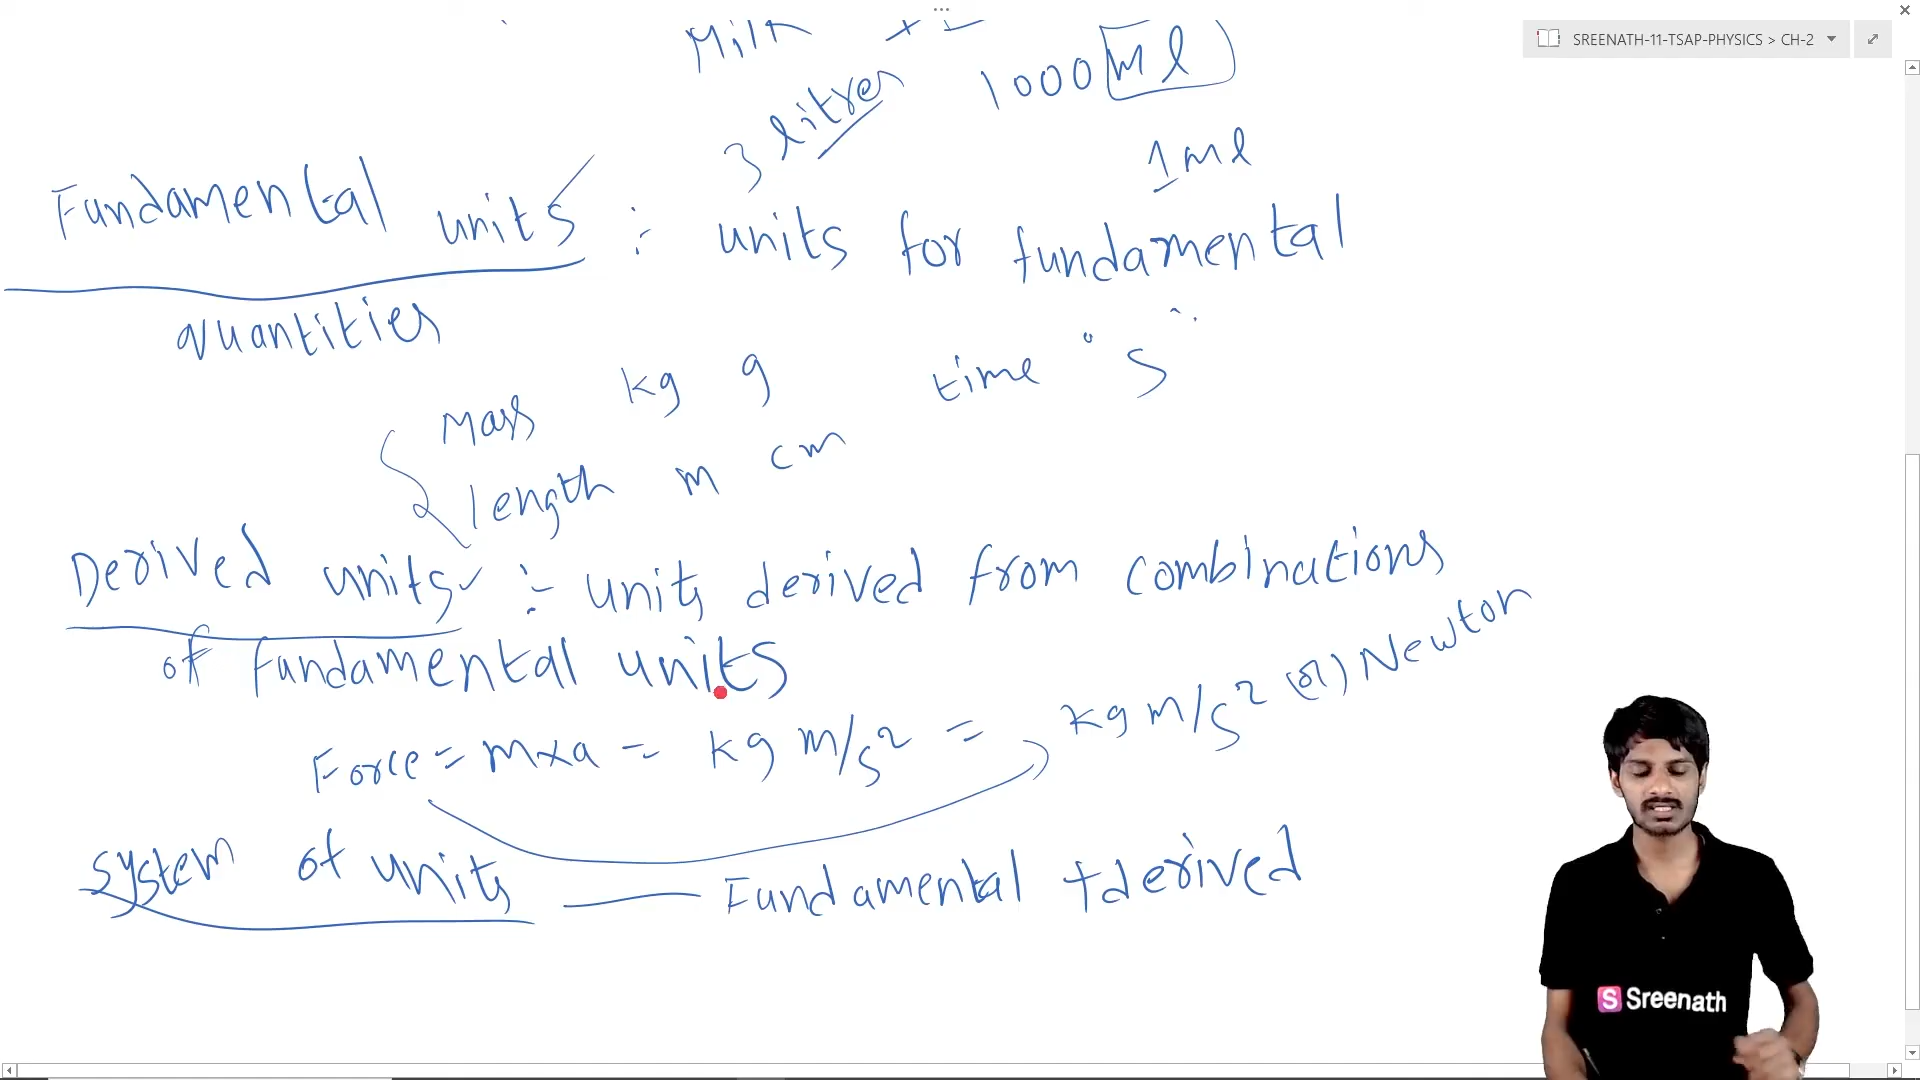 SREENATH-11-TSAP-PHYSICS > CH-2
Milk
3 litres 1000 ml
1 ml
Fundamental units : units for fundamental
quantities
Mass kg g time "s"
length m cm
Derived units :- units derived from combinations
of fundamental units
Force = m×a = kg m/s² = kg m/s² (or) Newton
System of units — Fundamental + derived
S Sreenath